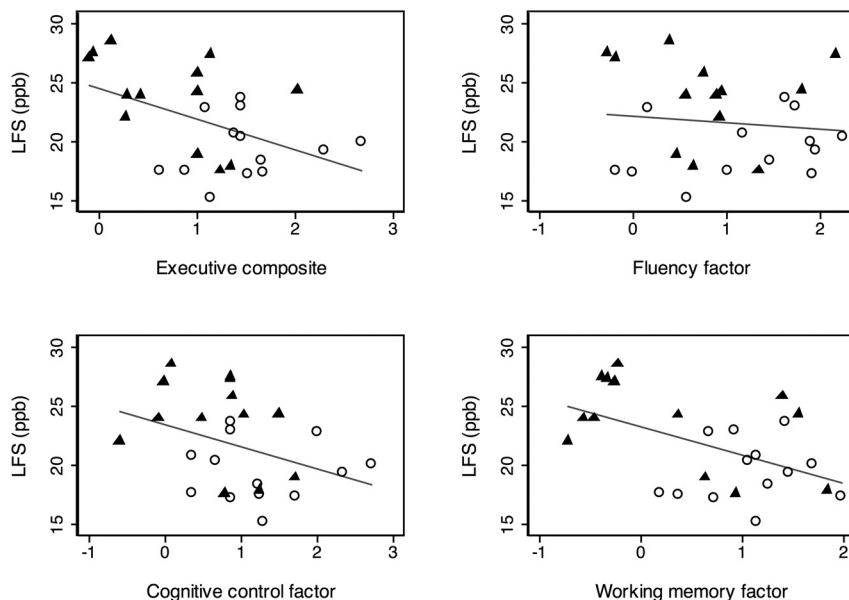 30
25
20
15
LFS (ppb)
0 1 2 3
Executive composite
30
25
20
15
LFS (ppb)
-1 0 1 2
Fluency factor
30
25
20
15
LFS (ppb)
-1 0 1 2 3
Cognitive control factor
30
25
20
15
LFS (ppb)
-1 0 1 2
Working memory factor